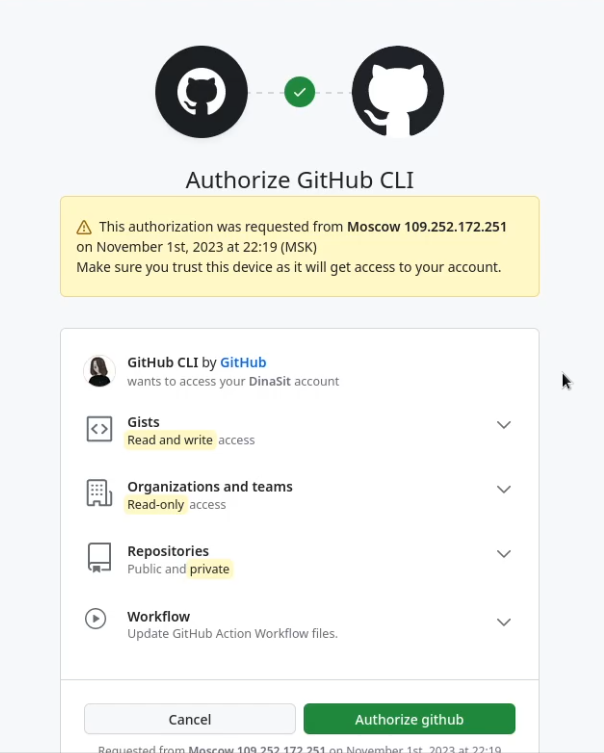 Authorize GitHub CLI
This authorization was requested from Moscow 109.252.172.251
on November 1st, 2023 at 22:19 (MSK)
Make sure you trust this device as it will get access to your account.
GitHub CLI by GitHub
wants to access your DinaSit account
Gists
Read and write access
Organizations and teams
Read-only access
Repositories
Public and private
Workflow
Update GitHub Action Workflow files.
Cancel
Authorize github
Requested from Moscow 109.252.172.251 on November 1st, 2023 at 22:19